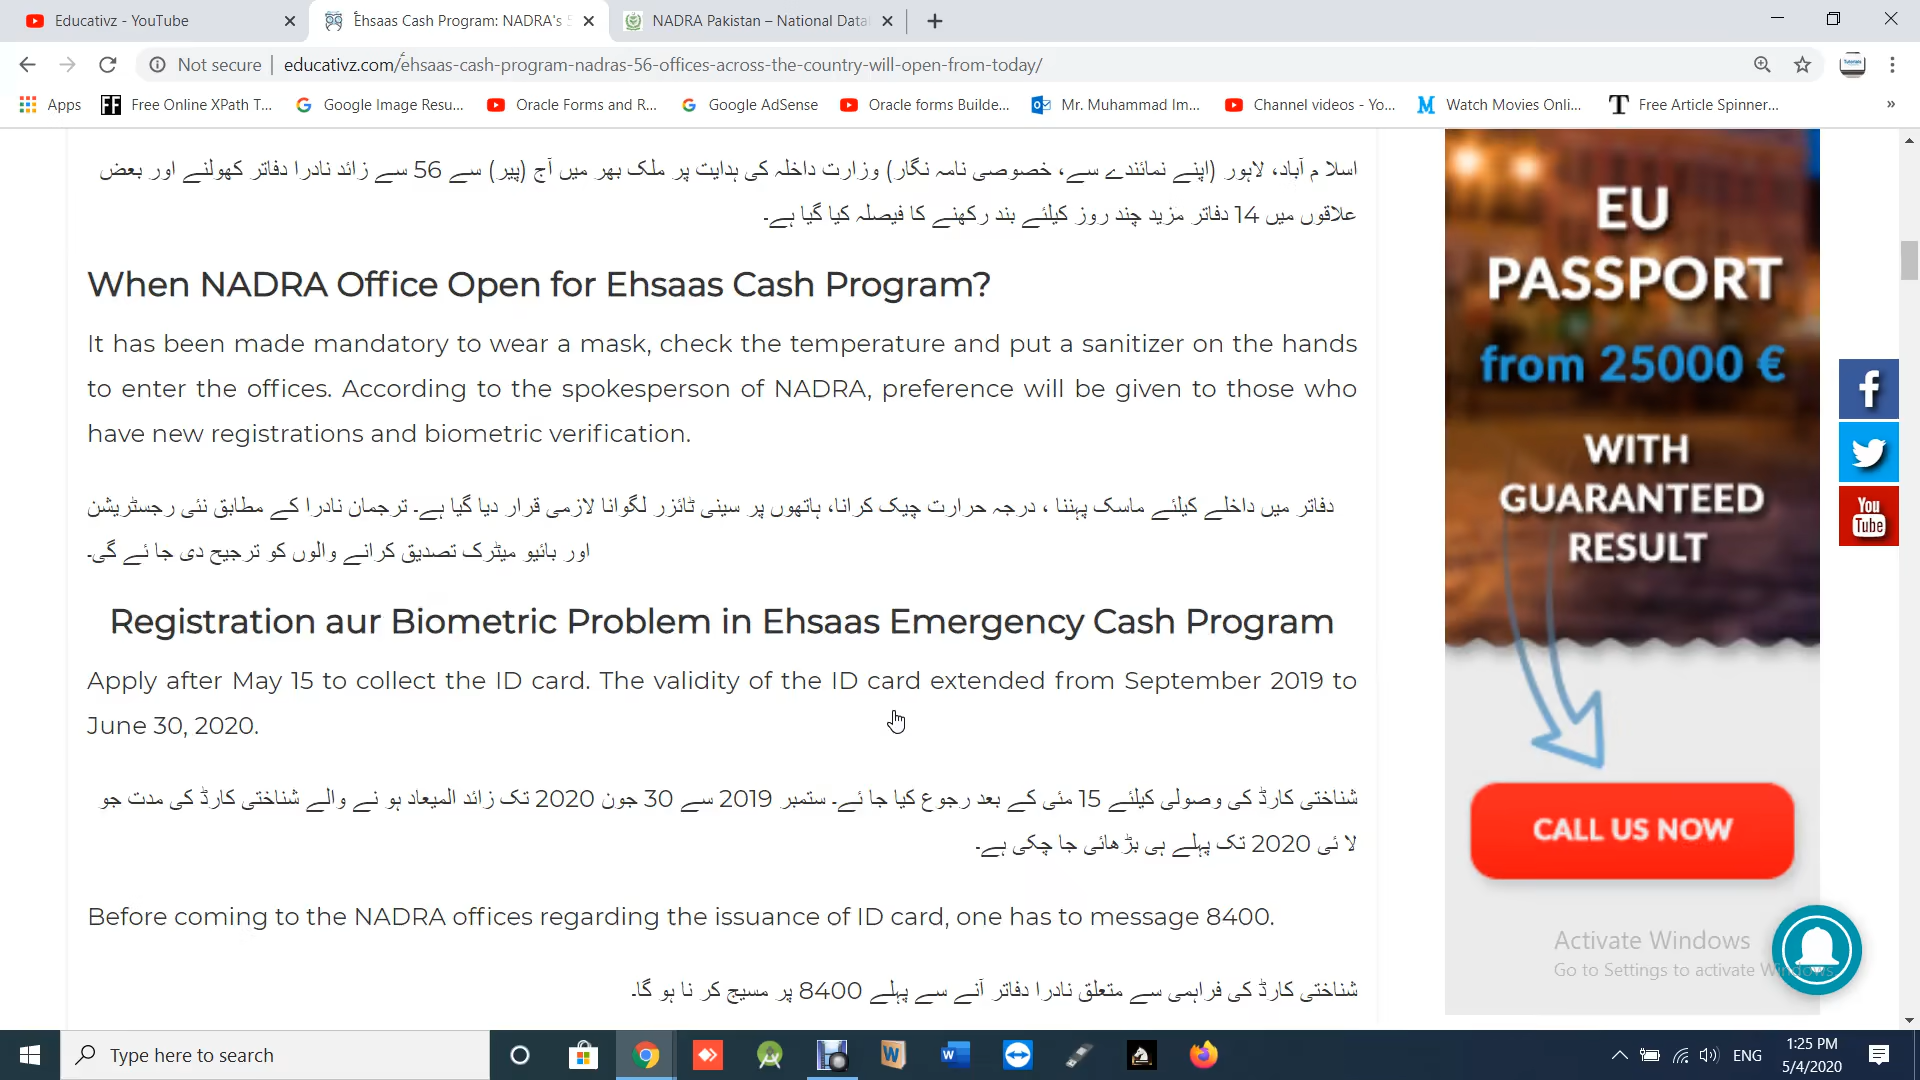 Educativz - YouTube
Ehsaas Cash Program: NADRA's 5
NADRA Pakistan – National Data
Not secure
educativz.com/ehsaas-cash-program-nadras-56-offices-across-the-country-will-open-from-today/
Apps
Free Online XPath T...
Google Image Resu...
Oracle Forms and R...
Google AdSense
Oracle forms Builde...
Mr. Muhammad Im...
Channel videos - Yo...
Watch Movies Onli...
Free Article Spinner...
»
اسلا م آباد، لاہور (اپنے نمائندے سے، خصوصی نامہ نگار) وزارت داخلہ کی ہدایت پر ملک بھر میں آج (پیر) سے 56 سے زائد نادرا دفاتر کھولنے اور بعض
علاقوں میں 14 دفاتر مزید چند روز کیلئے بند رکھنے کا فیصلہ کیا گیا ہے۔
When NADRA Office Open for Ehsaas Cash Program?
It has been made mandatory to wear a mask, check the temperature and put a sanitizer on the hands
to enter the offices. According to the spokesperson of NADRA, preference will be given to those who
have new registrations and biometric verification.
دفاتر میں داخلے کیلئے ماسک پہننا ، درجہ حرارت چیک کرانا، ہاتھوں پر سینی ٹائزر لگوانا لازمی قرار دیا گیا ہے۔ ترجمان نادرا کے مطابق نئی رجسٹریشن
اور بائیو میٹرک تصدیق کرانے والوں کو ترجیح دی جا ئے گی۔
Registration aur Biometric Problem in Ehsaas Emergency Cash Program
Apply after May 15 to collect the ID card. The validity of the ID card extended from September 2019 to
June 30, 2020.
شناختی کارڈ کی وصولی کیلئے 15 مئی کے بعد رجوع کیا جا ئے۔ ستمبر 2019 سے 30 جون 2020 تک زائد المیعاد ہو نے والے شناختی کارڈ کی مدت جو
لا ئی 2020 تک پہلے ہی بڑھائی جا چکی ہے۔
Before coming to the NADRA offices regarding the issuance of ID card, one has to message 8400.
شناختی کارڈ کی فراہمی سے متعلق نادرا دفاتر آنے سے پہلے 8400 پر مسیج کر نا ہو گا۔
EU
PASSPORT
from 25000 €
WITH
GUARANTEED
RESULT
CALL US NOW
You
Tube
Activate Windows
Go to Settings to activate Windows.
Type here to search
ENG
1:25 PM
5/4/2020